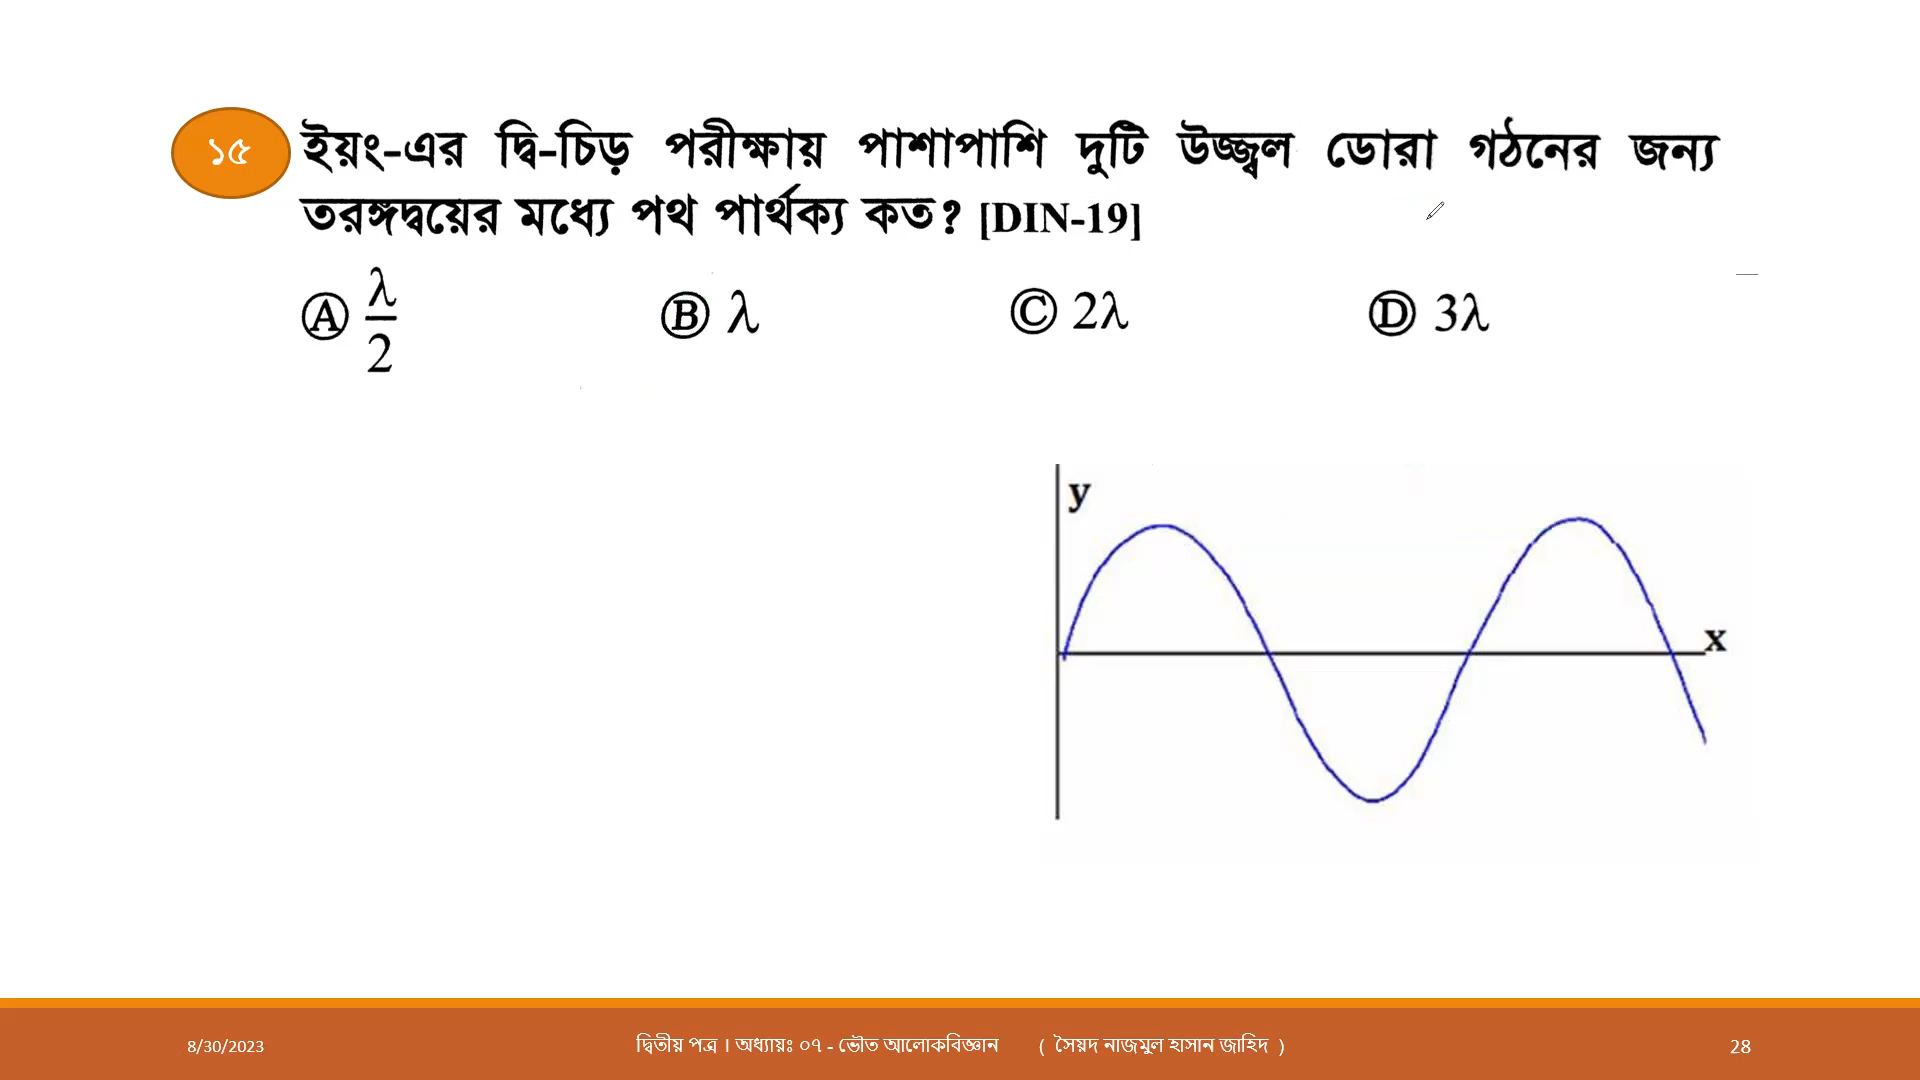 ১৫
ইয়ং-এর দ্বি-চিড় পরীক্ষায় পাশাপাশি দুটি উজ্জ্বল ডোরা গঠনের জন্য
তরঙ্গদ্বয়ের মধ্যে পথ পার্থক্য কত? [DIN-19]
Ⓐ λ/2 Ⓑ λ Ⓒ 2λ Ⓓ 3λ
y
x
8/30/2023 দ্বিতীয় পত্র । অধ্যায়ঃ ০৭ - ভৌত আলোকবিজ্ঞান ( সৈয়দ নাজমুল হাসান জাহিদ ) 28